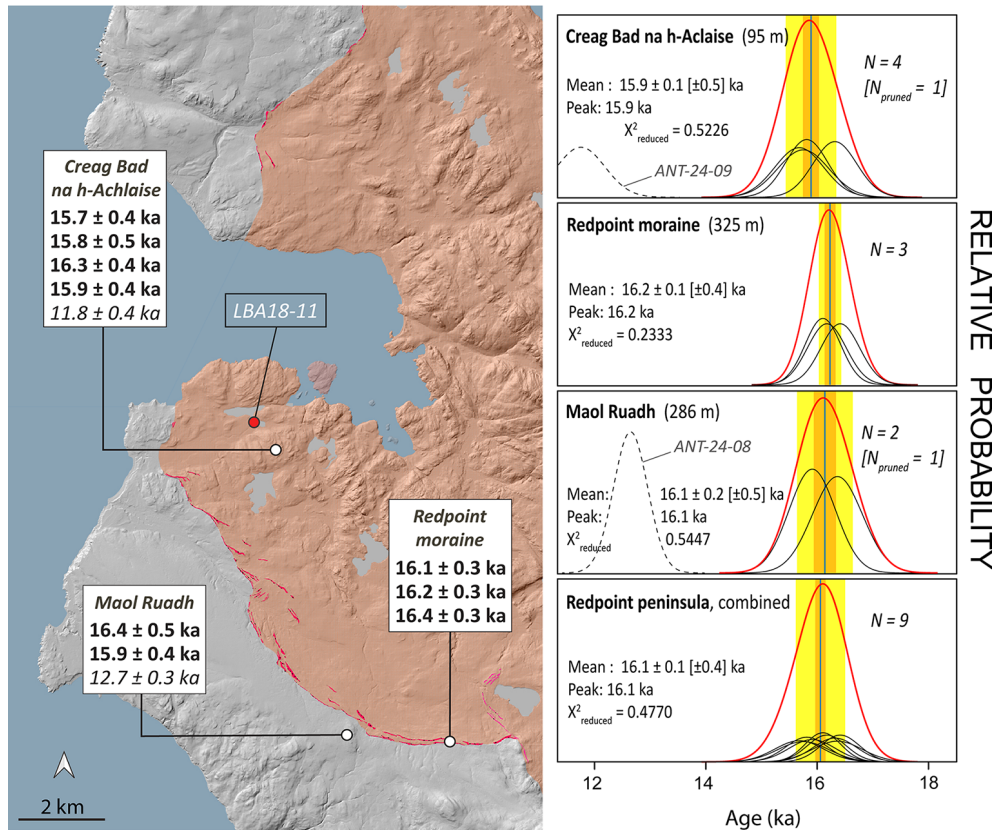 Creag Bad
na h-Achlaise
15.7 ± 0.4 ka
15.8 ± 0.5 ka
16.3 ± 0.4 ka
15.9 ± 0.4 ka
11.8 ± 0.4 ka
LBA18-11
Redpoint
moraine
16.1 ± 0.3 ka
16.2 ± 0.3 ka
16.4 ± 0.3 ka
Maol Ruadh
16.4 ± 0.5 ka
15.9 ± 0.4 ka
12.7 ± 0.3 ka
2 km
Creag Bad na h-Aclaise (95 m)
N = 4
[Npruned = 1]
Mean : 15.9 ± 0.1 [±0.5] ka
Peak: 15.9 ka
X²reduced = 0.5226
ANT-24-09
Redpoint moraine (325 m)
N = 3
Mean : 16.2 ± 0.1 [±0.4] ka
Peak: 16.2 ka
X²reduced = 0.2333
Maol Ruadh (286 m)
N = 2
[Npruned = 1]
ANT-24-08
Mean: 16.1 ± 0.2 [±0.5] ka
Peak: 16.1 ka
X²reduced 0.5447
Redpoint peninsula, combined
N = 9
Mean : 16.1 ± 0.1 [±0.4] ka
Peak: 16.1 ka
X²reduced = 0.4770
12 14 16 18
Age (ka)
RELATIVE PROBABILITY